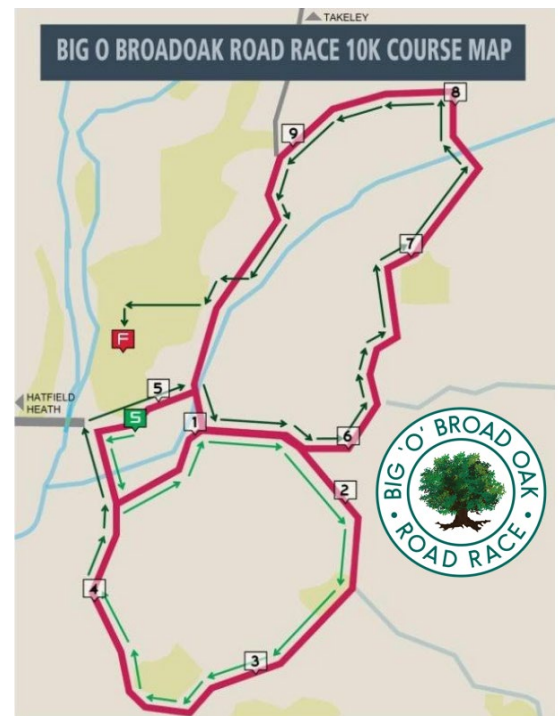 TAKELEY
BIG O BROADOAK ROAD RACE 10K COURSE MAP
8
9
7
F
HATFIELD
HEATH
5
S
1
6
2
BIG 'O' BROAD OAK
• ROAD RACE •
4
3